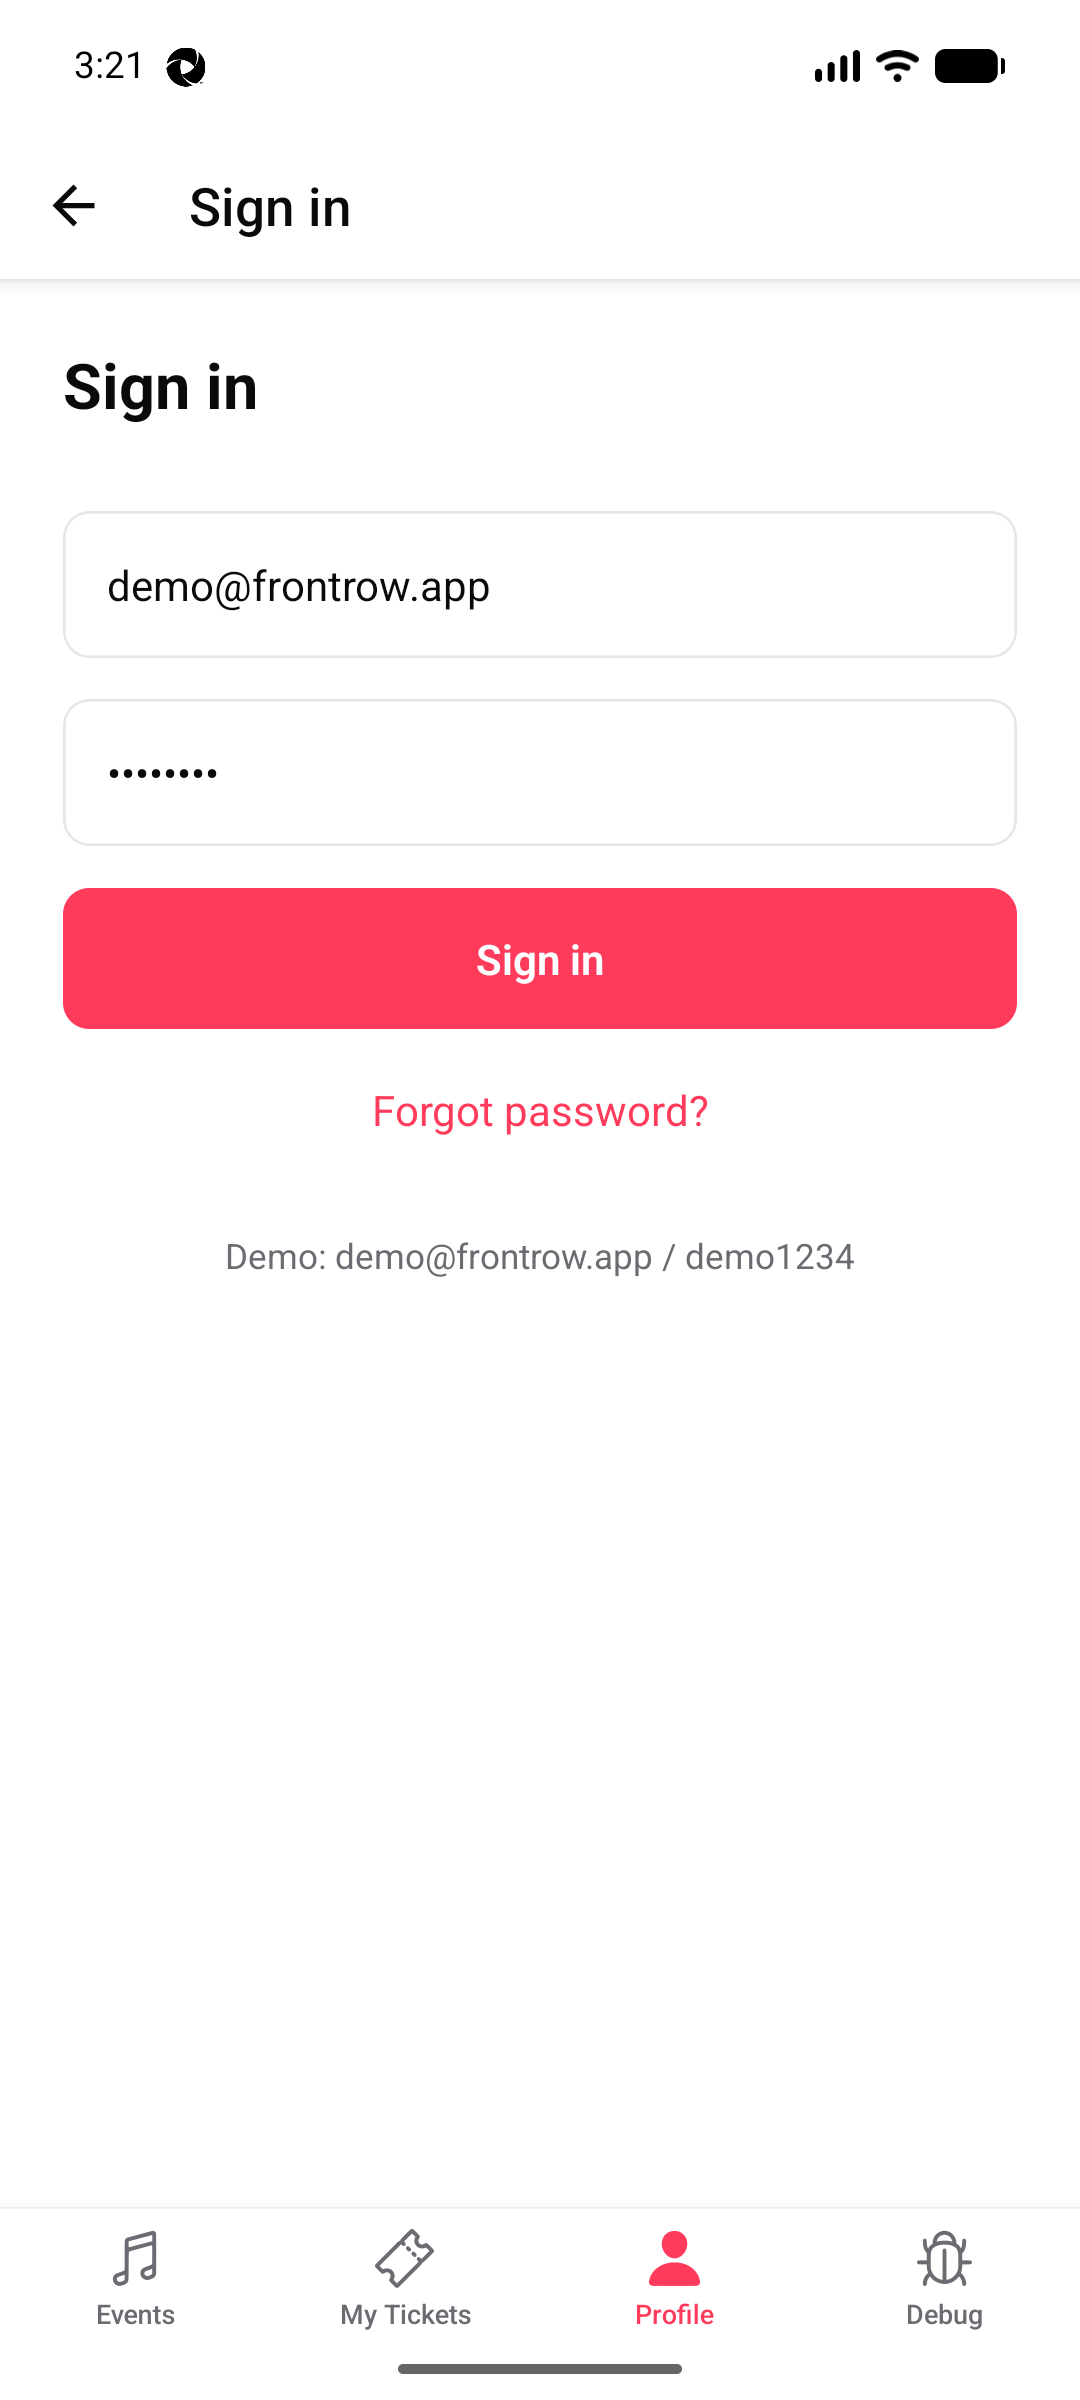 3:21
Sign in
Sign in
demo@frontrow.app
••••••••
Sign in
Forgot password?
Demo: demo@frontrow.app / demo1234
Events
My Tickets
Profile
Debug